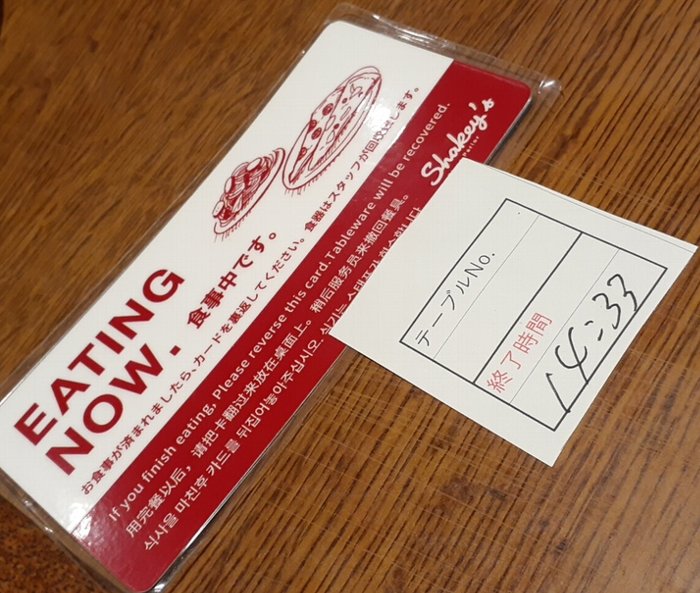 EATING
NOW.
食事中です。
お食事が済まれましたら、カードを裏返してください。食器はスタッフが回収致します。
If you finish eating, Please reverse this card.Tableware will be recovered.
用完餐以后，请把卡翻过来放在桌面上。稍后服务员来撤回餐具。
식사을 마친후 카드를 뒤집어놓아주십시오
Shakey's
テーブルNo.
終了時間
14:33